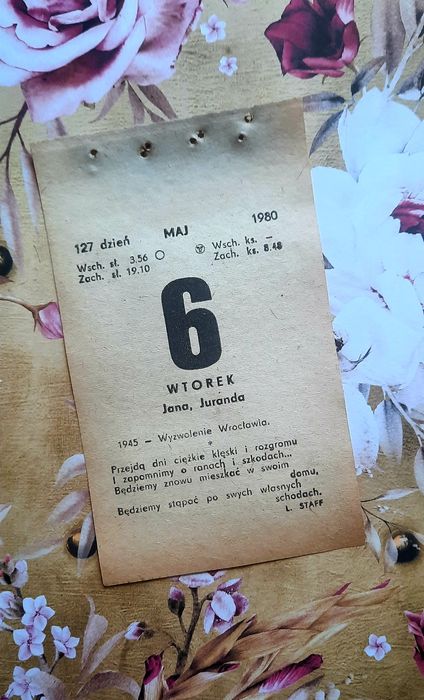 127 dzień MAJ 1980
Wsch. sł. 3.56 Wsch. ks. —
Zach. sł. 19.10 Zach. ks. 8.48
6
WTOREK
Jana, Juranda
1945 — Wyzwolenie Wrocławia.
*
Przejdą dni ciężkie klęski i rozgromu
I zapomnimy o ranach i szkodach...
Będziemy znowu mieszkać w swoim
domu,
Będziemy stąpać po swych własnych
schodach.
L. STAFF